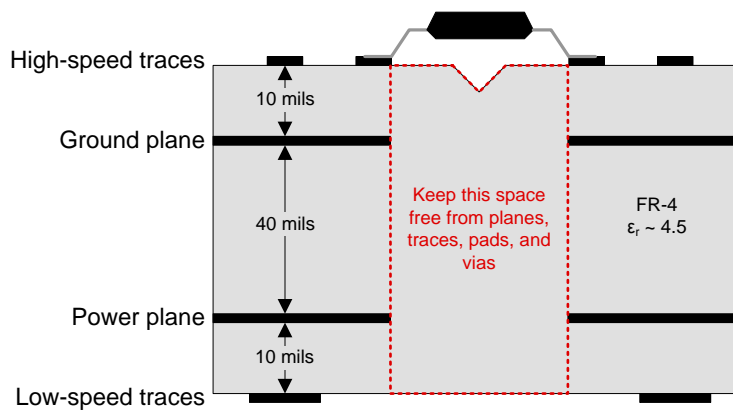 High-speed traces
10 mils
Ground plane
40 mils
Keep this space
free from planes,
traces, pads, and
vias
FR-4
εr ~ 4.5
Power plane
10 mils
Low-speed traces